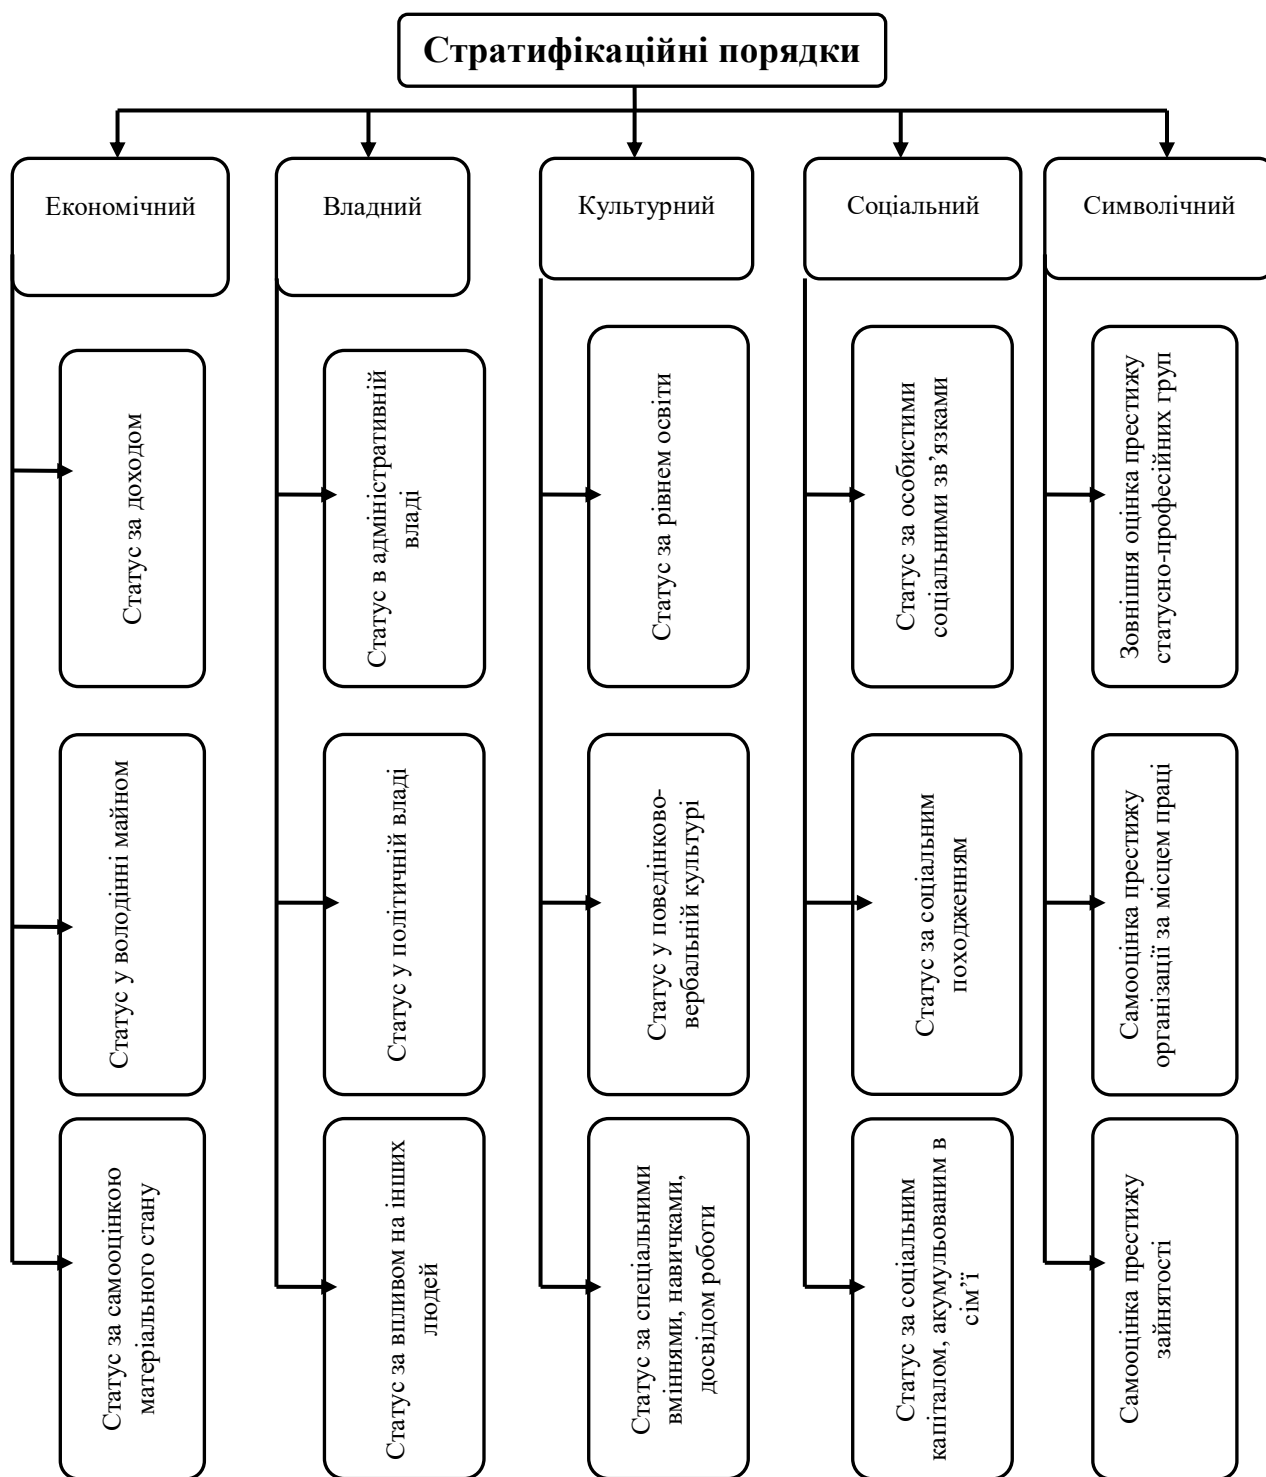 Стратифікаційні порядки
Економічний
Владний
Культурний
Соціальний
Символічний
Статус за доходом
Статус в адміністративній
владі
Статус за рівнем освіти
Статус за особистими
соціальними зв’язками
Зовнішня оцінка престижу
статусно-професійних груп
Статус у володінні майном
Статус у політичній владі
Статус у поведінково-
вербальній культурі
Статус за соціальним
походженням
Самооцінка престижу
організації за місцем праці
Статус за самооцінкою
матеріального стану
Статус за впливом на інших
людей
Статус за спеціальними
вміннями, навичками,
досвідом роботи
Статус за соціальним
капіталом, акумульованим в
сім’ї
Самооцінка престижу
зайнятості